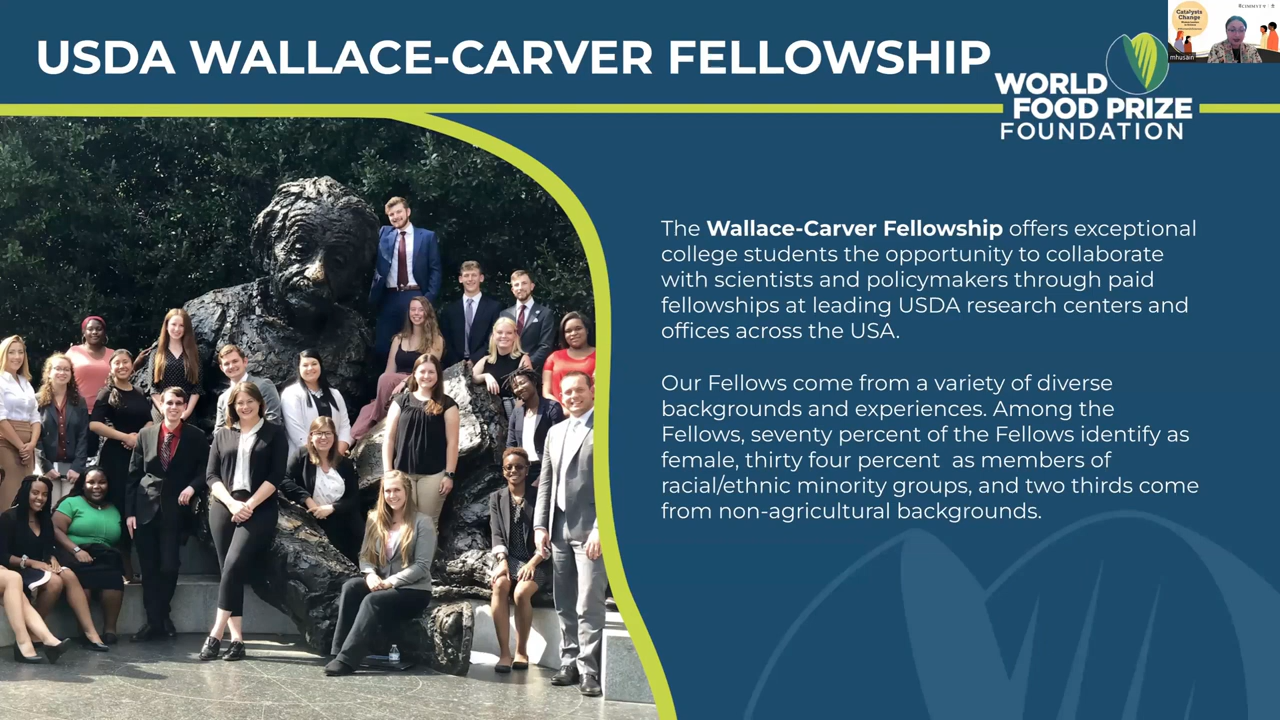 USDA WALLACE-CARVER FELLOWSHIP
WORLD
FOOD PRIZE
FOUNDATION
Catalysts
Change
CIMMYT
mhusain
The Wallace-Carver Fellowship offers exceptional
college students the opportunity to collaborate
with scientists and policymakers through paid
fellowships at leading USDA research centers and
offices across the USA.
Our Fellows come from a variety of diverse
backgrounds and experiences. Among the
Fellows, seventy percent of the Fellows identify as
female, thirty four percent  as members of
racial/ethnic minority groups, and two thirds come
from non-agricultural backgrounds.